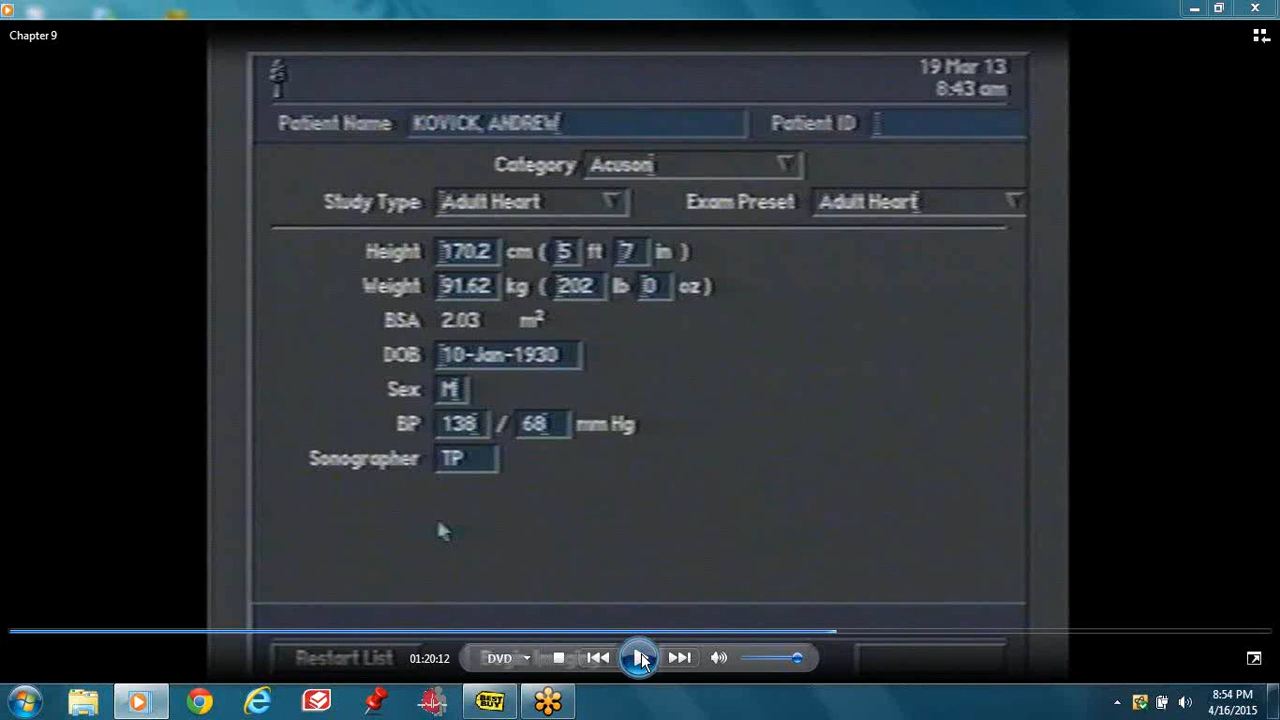 Chapter 9
19 Mar 13
8:43 am
Patient Name KOVICK, ANDREW Patient ID
Category Acuson
Study Type Adult Heart Exam Preset Adult Heart
Height 170.2 cm ( 5 ft 7 in )
Weight 91.62 kg ( 202 lb 0 oz )
BSA 2.03 m²
DOB 10-Jan-1930
Sex M
BP 138 / 68 mm Hg
Sonographer TP
Restart List
01:20:12 DVD
BEST BUY
8:54 PM
4/16/2015